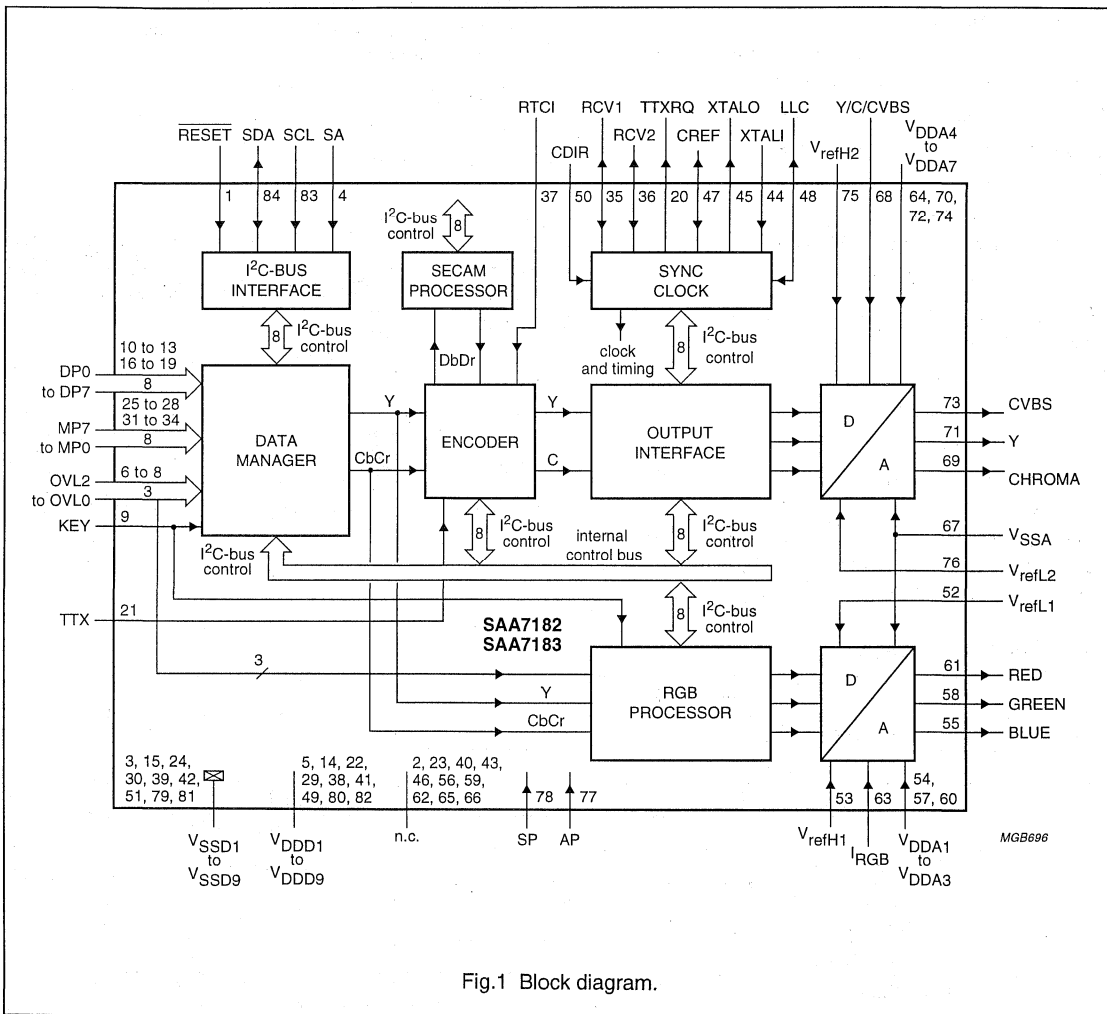 RTCI RCV1 TTXRQ XTALO LLC Y/C/CVBS
RESET SDA SCL SA
CDIR RCV2 CREF XTALI
VrefH2
VDDA4
to
VDDA7
1 84 83 4
37 50 35 36 20 47 45 44 48 75 68
64, 70,
72, 74
I²C-bus
control
8
I²C-BUS
INTERFACE
SECAM
PROCESSOR
SYNC
CLOCK
8
I²C-bus
control
DbDr
clock
and timing
8
I²C-bus
control
DP0
to DP7
10 to 13
16 to 19
8
MP7
to MP0
25 to 28
31 to 34
8
OVL2
to OVL0
6 to 8
3
KEY
9
DATA
MANAGER
Y
CbCr
ENCODER
Y
C
OUTPUT
INTERFACE
D
A
73 CVBS
71 Y
69 CHROMA
67 VSSA
76 VrefL2
52 VrefL1
I²C-bus
control
8
I²C-bus
control
internal
control bus
8
I²C-bus
control
8
I²C-bus
control
TTX
21
SAA7182
SAA7183
3
Y
CbCr
RGB
PROCESSOR
D
A
61 RED
58 GREEN
55 BLUE
3, 15, 24,
30, 39, 42,
51, 79, 81
5, 14, 22,
29, 38, 41,
49, 80, 82
2, 23, 40, 43,
46, 56, 59,
62, 65, 66
78 77
53 63
54,
57, 60
VSSD1
to
VSSD9
VDDD1
to
VDDD9
n.c.
SP AP
VrefH1
IRGB
VDDA1
to
VDDA3
MGB696
Fig.1 Block diagram.